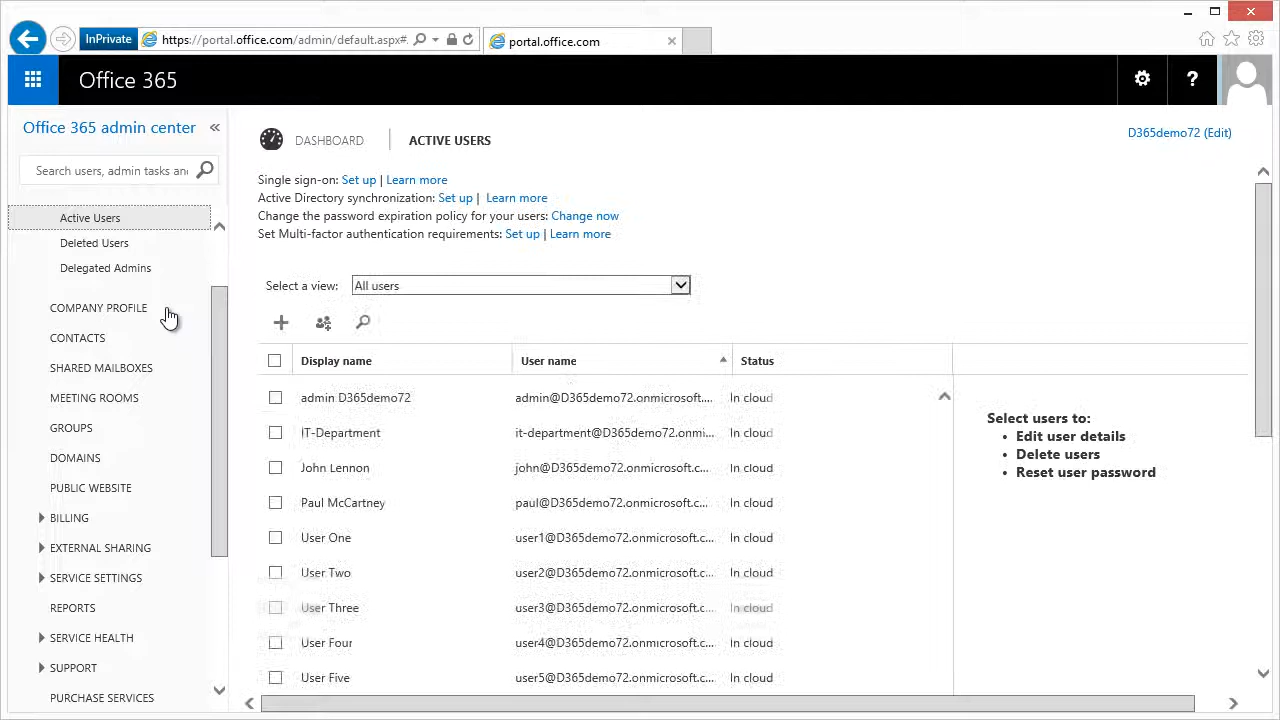 InPrivate
https://portal.office.com/admin/default.aspx#
portal.office.com
Office 365
?
Office 365 admin center «
Search users, admin tasks and
Active Users
Deleted Users
Delegated Admins
COMPANY PROFILE
CONTACTS
SHARED MAILBOXES
MEETING ROOMS
GROUPS
DOMAINS
PUBLIC WEBSITE
BILLING
EXTERNAL SHARING
SERVICE SETTINGS
REPORTS
SERVICE HEALTH
SUPPORT
PURCHASE SERVICES
DASHBOARD | ACTIVE USERS
D365demo72 (Edit)
Single sign-on: Set up | Learn more
Active Directory synchronization: Set up | Learn more
Change the password expiration policy for your users: Change now
Set Multi-factor authentication requirements: Set up | Learn more
Select a view: All users
Display name User name Status
admin D365demo72 admin@D365demo72.onmicrosoft.... In cloud
IT-Department it-department@D365demo72.onmi... In cloud
John Lennon john@D365demo72.onmicrosoft.c... In cloud
Paul McCartney paul@D365demo72.onmicrosoft.c... In cloud
User One user1@D365demo72.onmicrosoft.c... In cloud
User Two user2@D365demo72.onmicrosoft.c... In cloud
User Three user3@D365demo72.onmicrosoft.c... In cloud
User Four user4@D365demo72.onmicrosoft.c... In cloud
User Five user5@D365demo72.onmicrosoft.c... In cloud
Select users to:
• Edit user details
• Delete users
• Reset user password